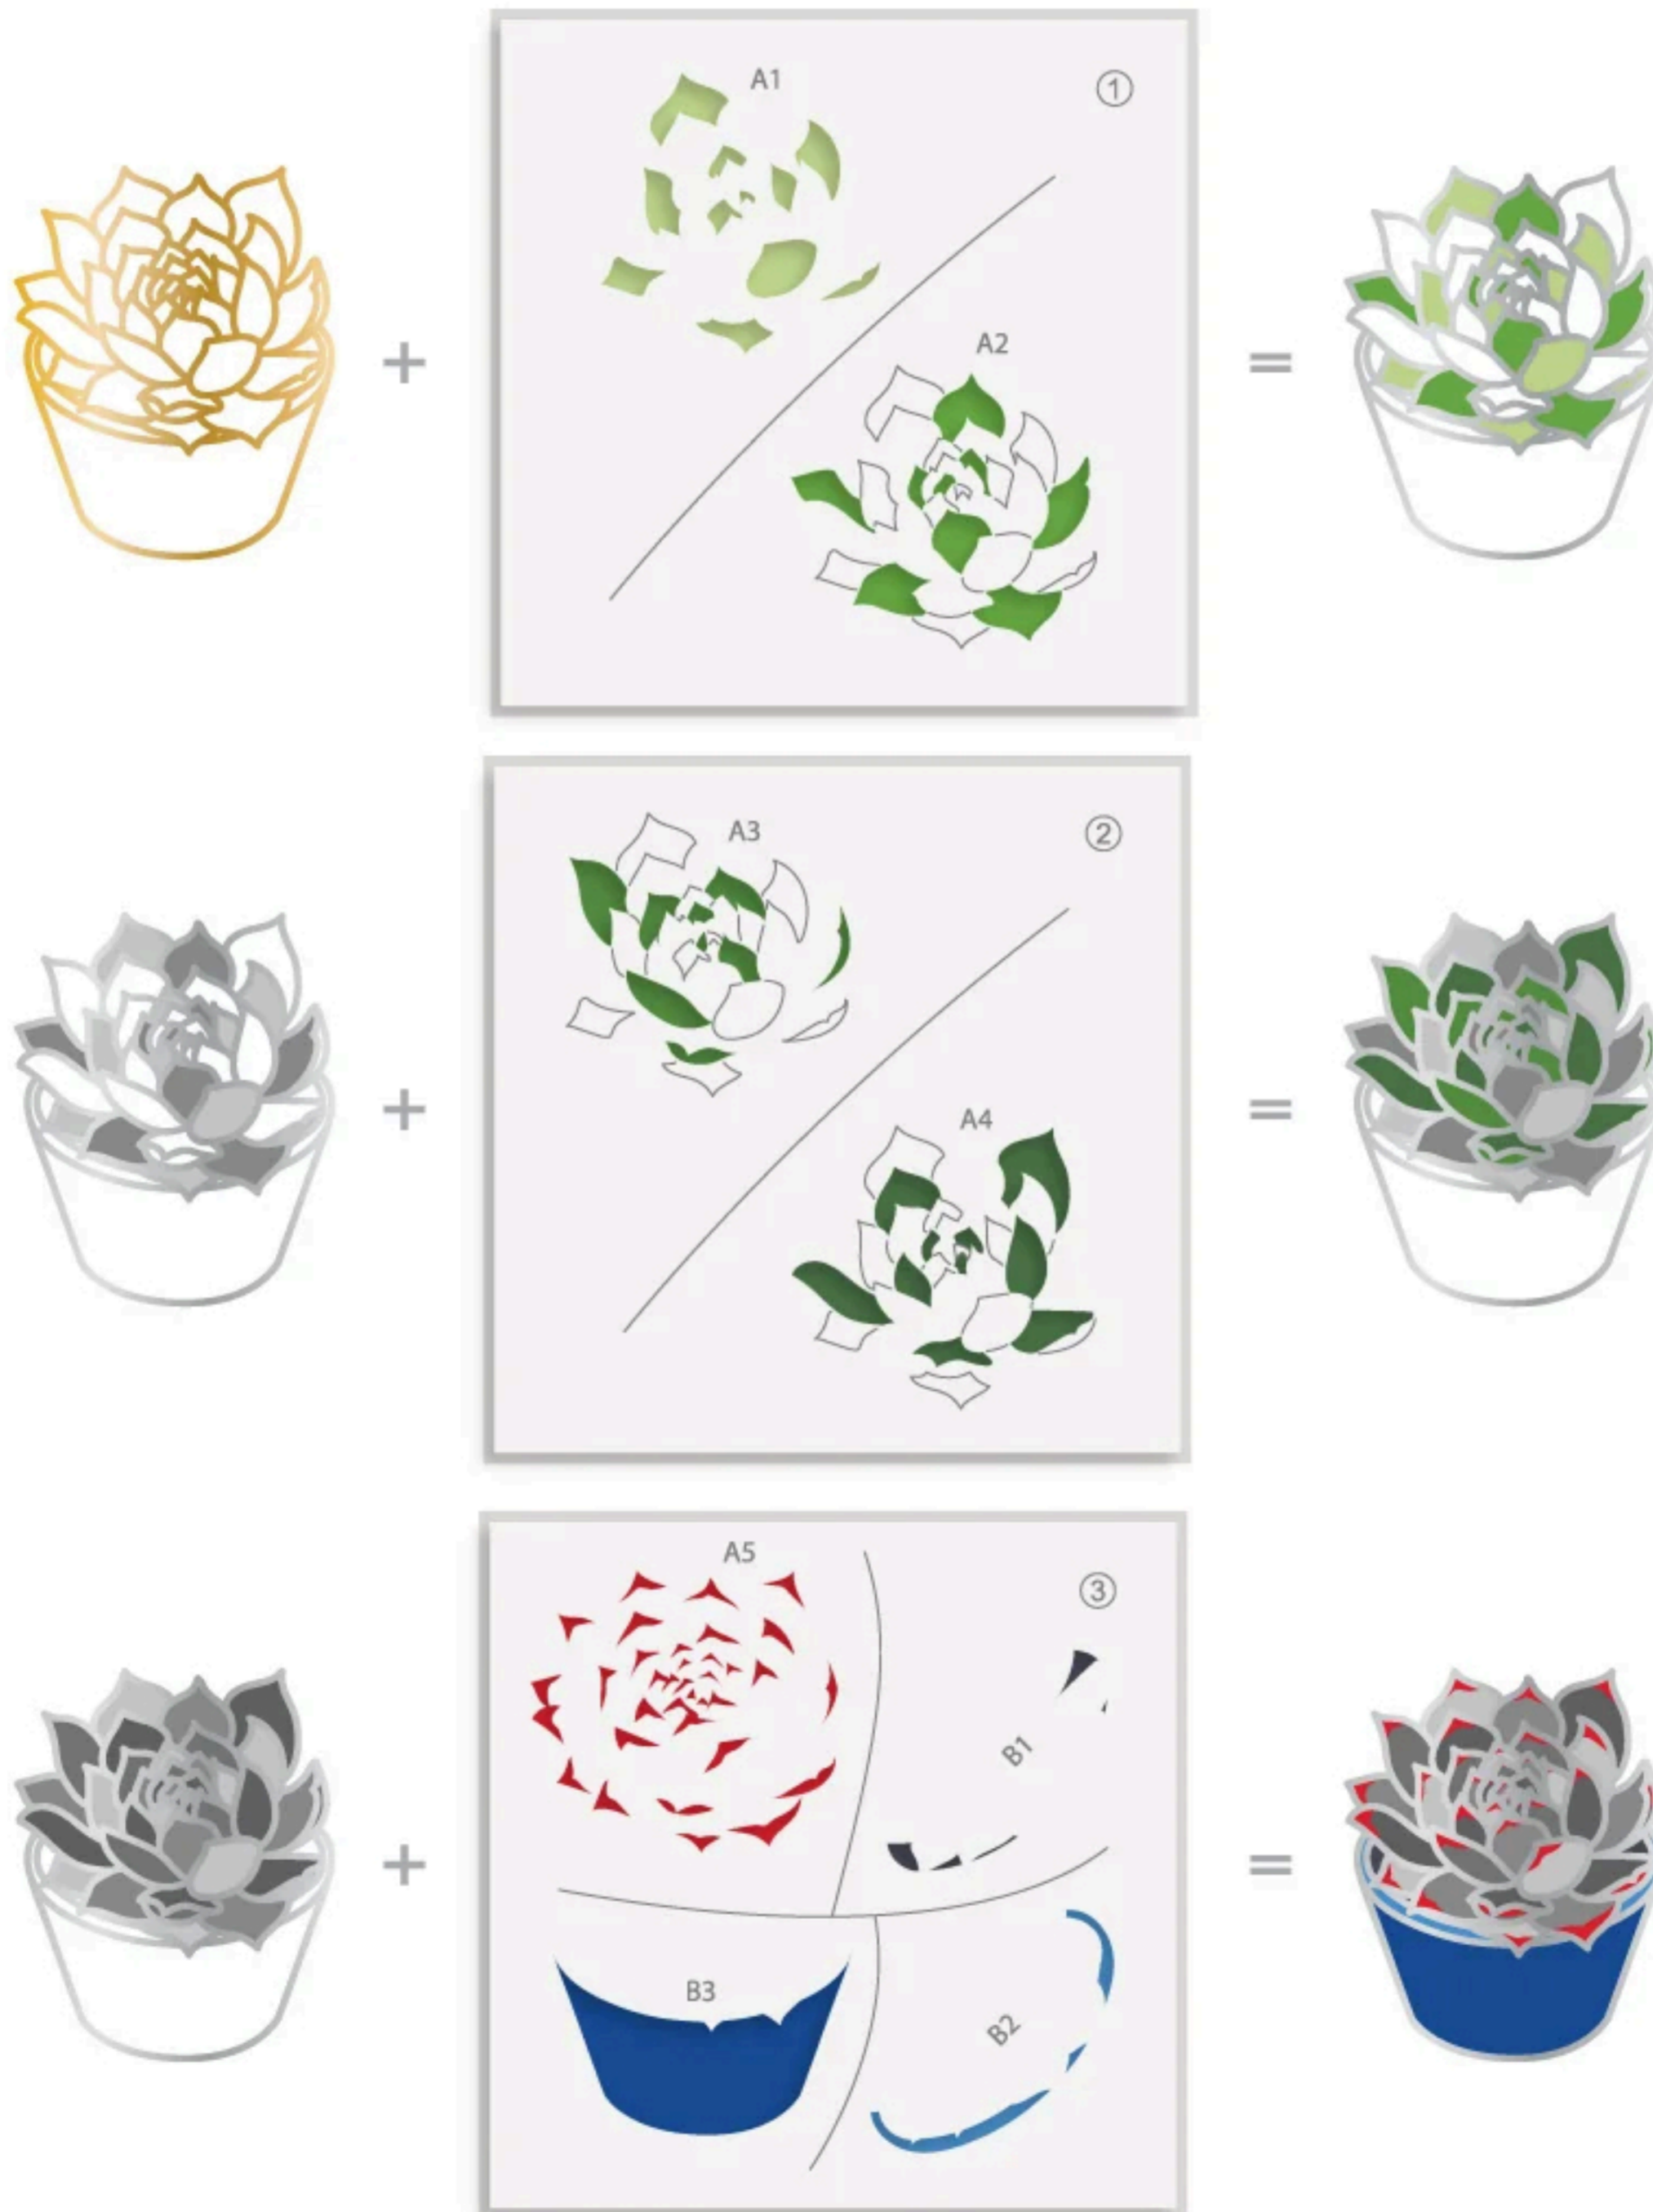 A1
①
+
A2
=
A3
②
+
A4
=
A5
③
B1
+
=
B3
B2